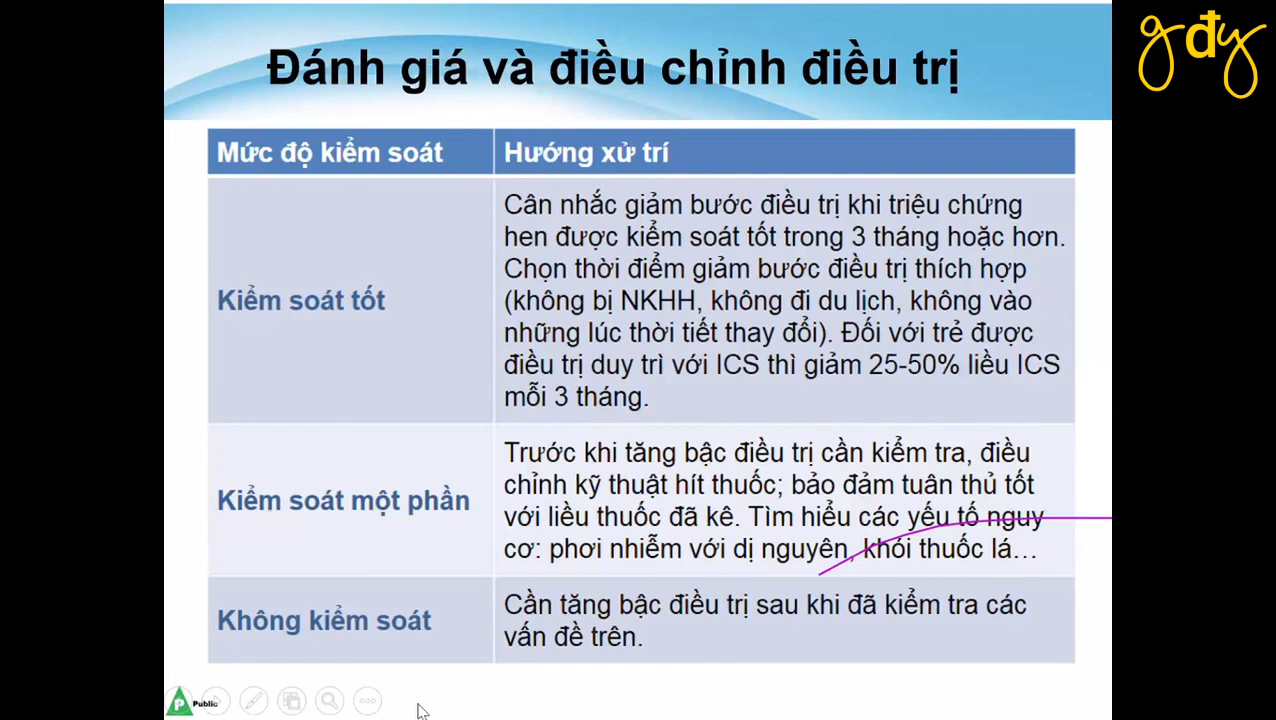 gđy
Đánh giá và điều chỉnh điều trị
Mức độ kiểm soát
Hướng xử trí
Kiểm soát tốt
Cân nhắc giảm bước điều trị khi triệu chứng
hen được kiểm soát tốt trong 3 tháng hoặc hơn.
Chọn thời điểm giảm bước điều trị thích hợp
(không bị NKHH, không đi du lịch, không vào
những lúc thời tiết thay đổi). Đối với trẻ được
điều trị duy trì với ICS thì giảm 25-50% liều ICS
mỗi 3 tháng.
Kiểm soát một phần
Trước khi tăng bậc điều trị cần kiểm tra, điều
chỉnh kỹ thuật hít thuốc; bảo đảm tuân thủ tốt
với liều thuốc đã kê. Tìm hiểu các yếu tố nguy
cơ: phơi nhiễm với dị nguyên, khói thuốc lá...
Không kiểm soát
Cần tăng bậc điều trị sau khi đã kiểm tra các
vấn đề trên.
P Public